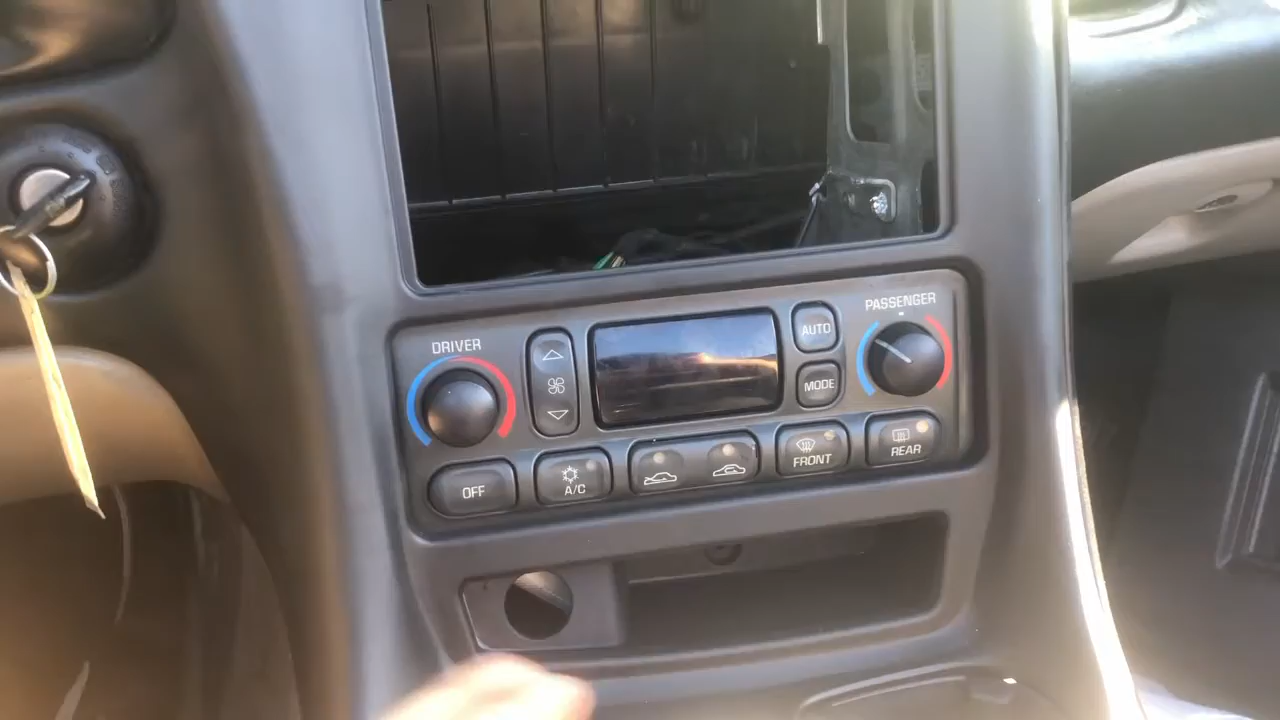 DRIVER
PASSENGER
AUTO
MODE
OFF
A/C
FRONT
REAR